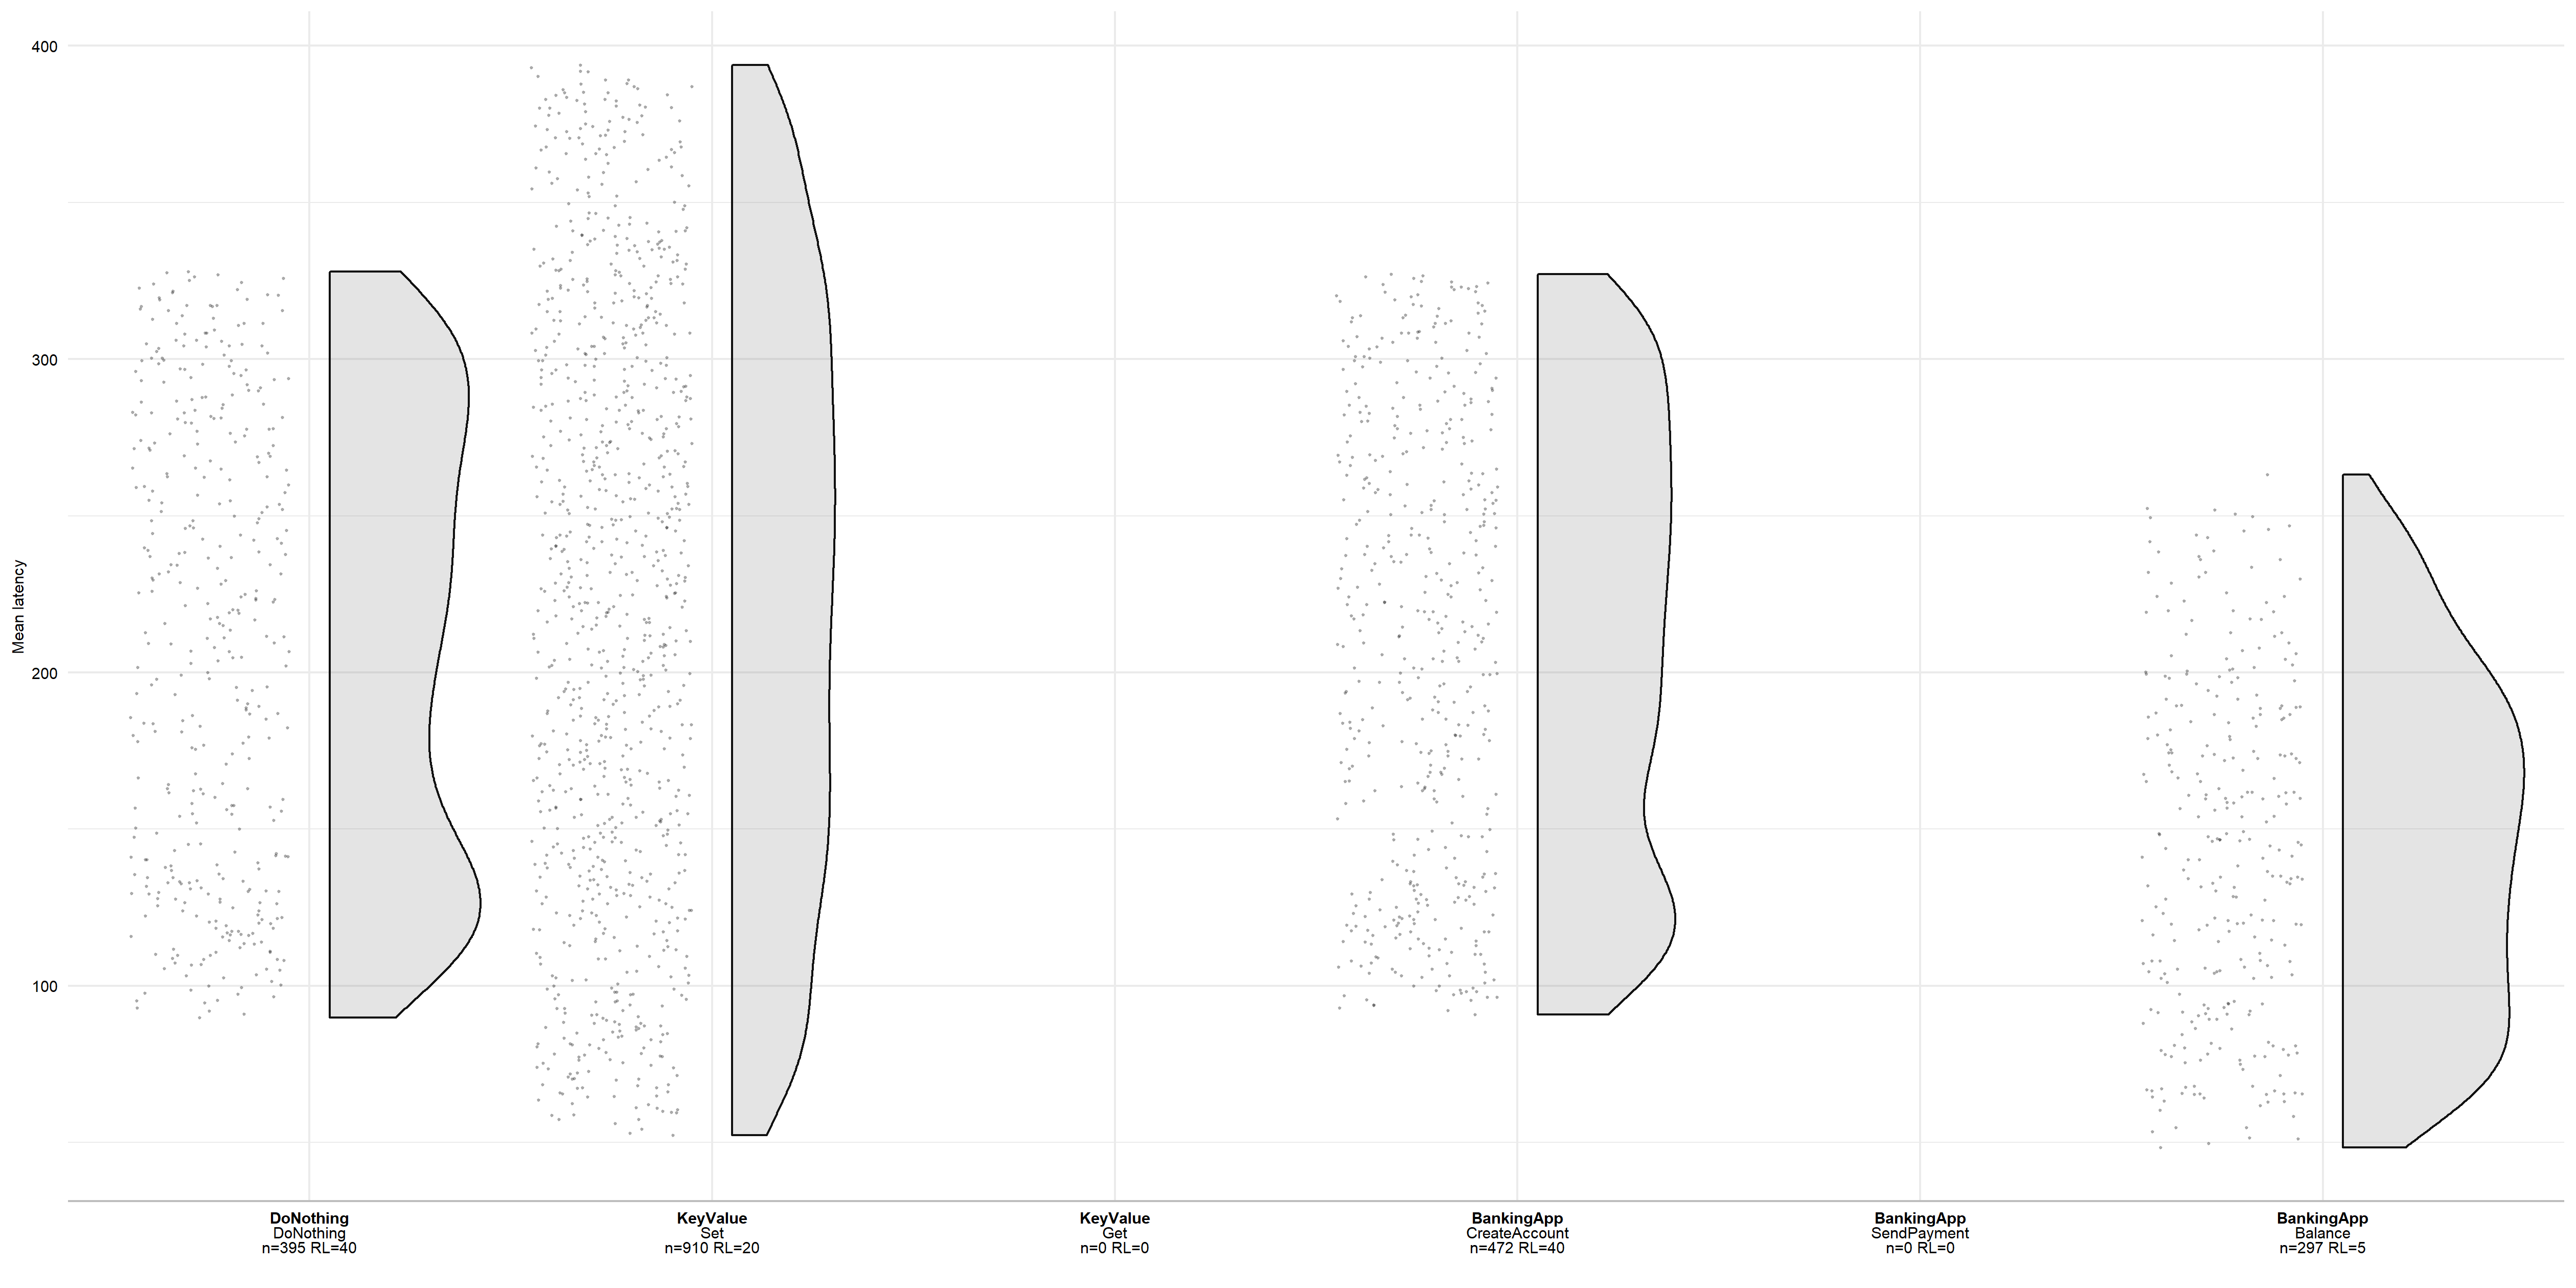 400
300
200
100
Mean latency
DoNothing
DoNothing
n=395 RL=40
KeyValue
Set
n=910 RL=20
KeyValue
Get
n=0 RL=0
BankingApp
CreateAccount
n=472 RL=40
BankingApp
SendPayment
n=0 RL=0
BankingApp
Balance
n=297 RL=5